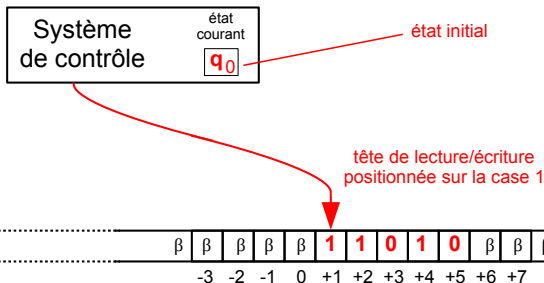 Système
de contrôle
état
courant
q0
état initial
tête de lecture/écriture
positionnée sur la case 1
β β β β β 1 1 0 1 0 β β β
-3 -2 -1 0 +1 +2 +3 +4 +5 +6 +7